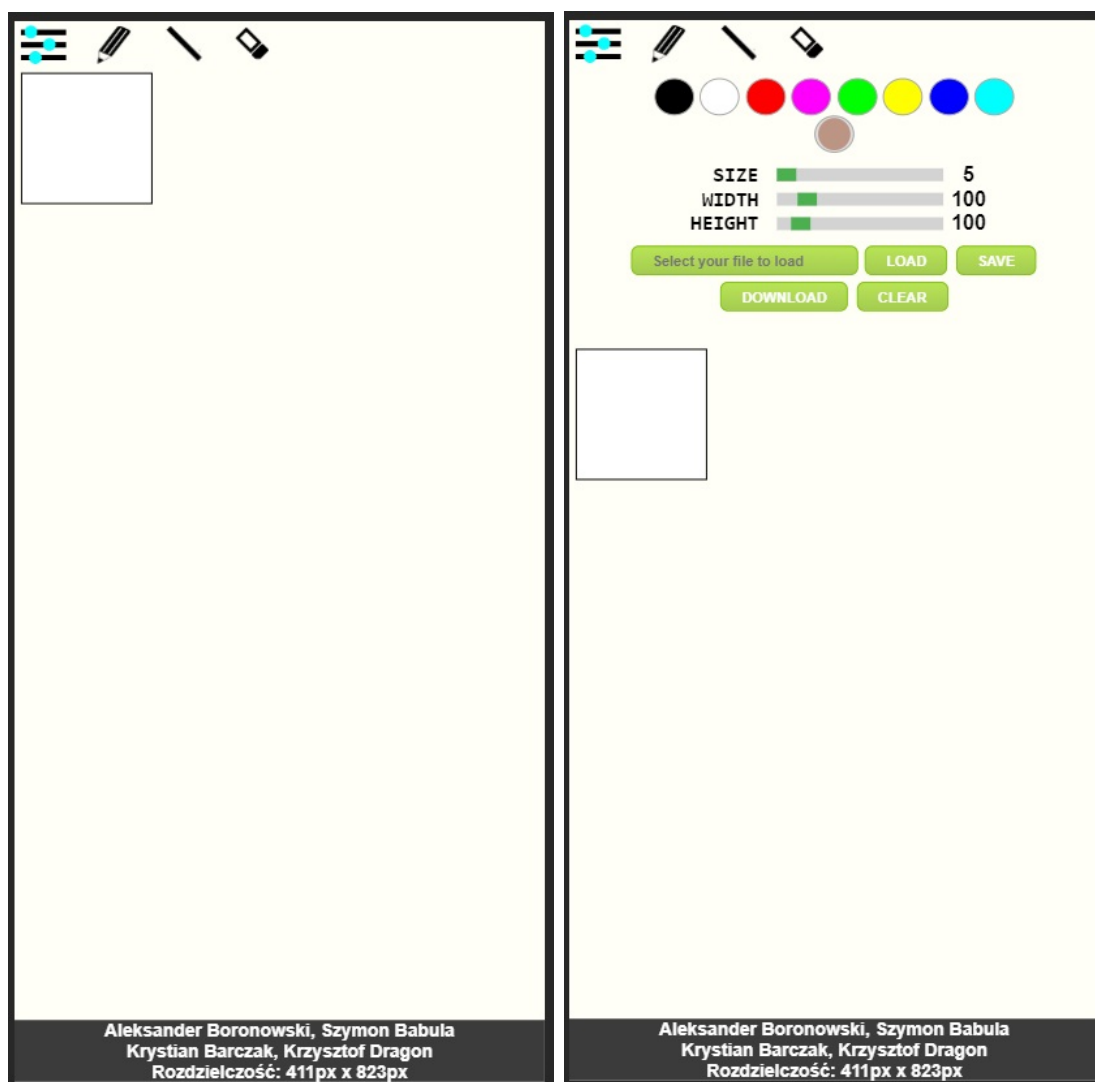 Aleksander Boronowski, Szymon Babula
Krystian Barczak, Krzysztof Dragon
Rozdzielczość: 411px x 823px
SIZE 5
WIDTH 100
HEIGHT 100
Select your file to load LOAD SAVE
DOWNLOAD CLEAR
Aleksander Boronowski, Szymon Babula
Krystian Barczak, Krzysztof Dragon
Rozdzielczość: 411px x 823px